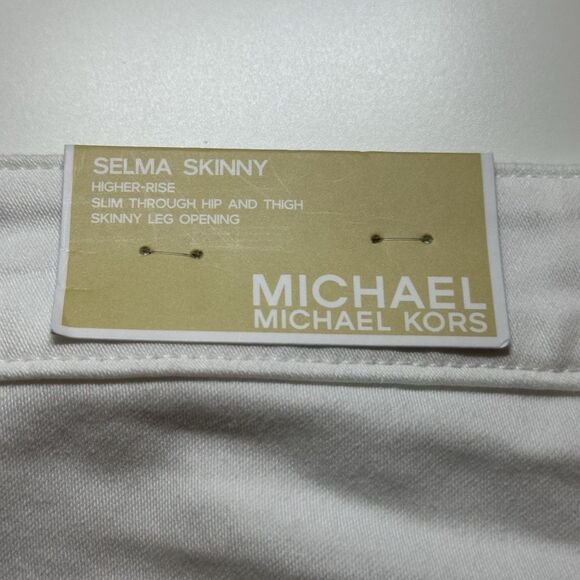 SELMA SKINNY
HIGHER-RISE
SLIM THROUGH HIP AND THIGH
SKINNY LEG OPENING
MICHAEL
MICHAEL KORS